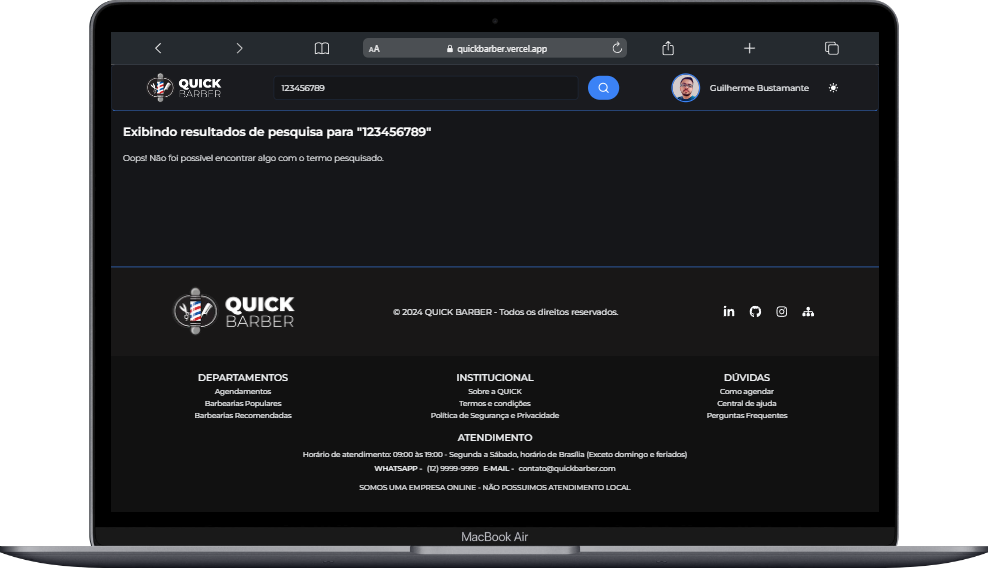 AA quickbarber.vercel.app
QUICK
BARBER
123456789
Guilherme Bustamante
Exibindo resultados de pesquisa para "123456789"
Oops! Não foi possível encontrar algo com o termo pesquisado.
QUICK
BARBER
© 2024 QUICK BARBER - Todos os direitos reservados.
in
DEPARTAMENTOS
Agendamentos
Barbearias Populares
Barbearias Recomendadas
INSTITUCIONAL
Sobre a QUICK
Termos e condições
Política de Segurança e Privacidade
DÚVIDAS
Como agendar
Central de ajuda
Perguntas Frequentes
ATENDIMENTO
Horário de atendimento: 09:00 às 19:00 - Segunda a Sábado, horário de Brasília (Exceto domingo e feriados)
WHATSAPP - (12) 9999-9999 E-MAIL - contato@quickbarber.com
SOMOS UMA EMPRESA ONLINE - NÃO POSSUIMOS ATENDIMENTO LOCAL
MacBook Air